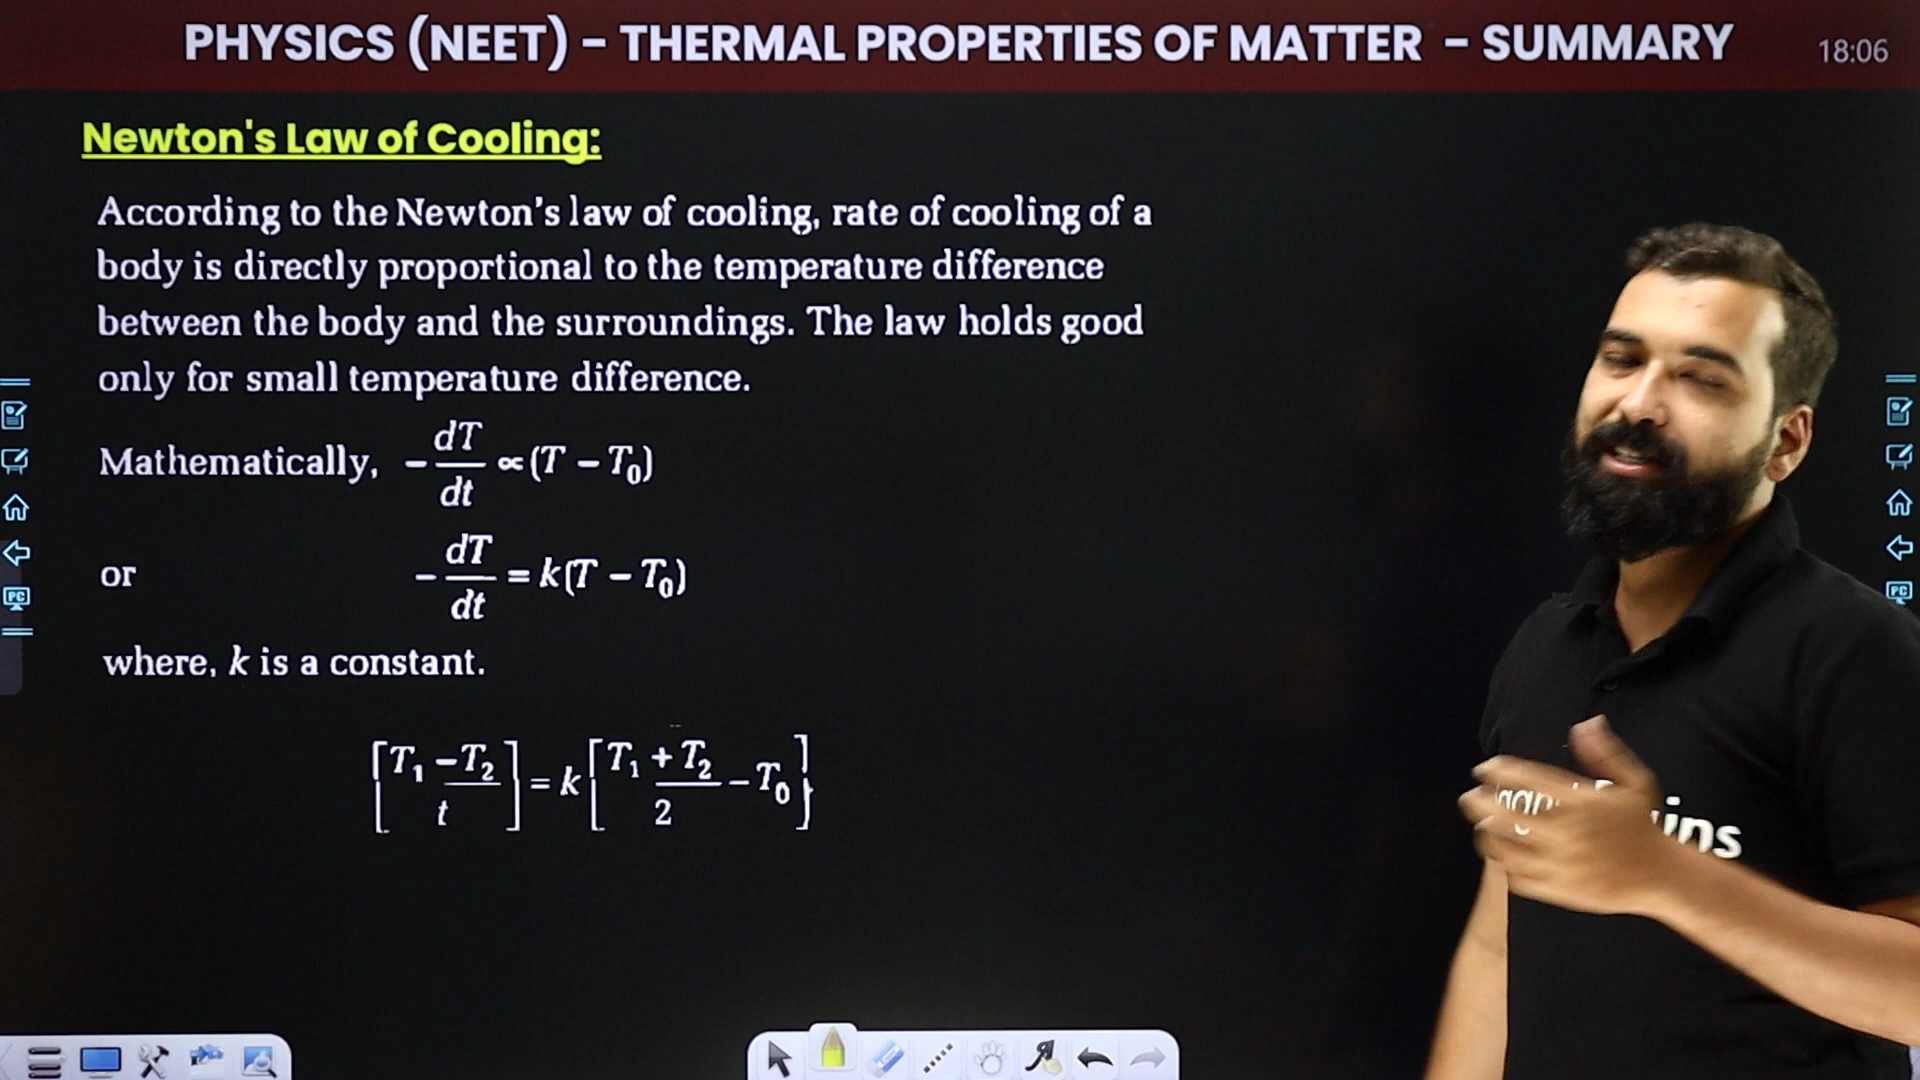 PHYSICS (NEET) - THERMAL PROPERTIES OF MATTER - SUMMARY
18:06
Newton's Law of Cooling:
According to the Newton's law of cooling, rate of cooling of a
body is directly proportional to the temperature difference
between the body and the surroundings. The law holds good
only for small temperature difference.
Mathematically, -dT/dt ∝ (T - T₀)
or -dT/dt = k(T - T₀)
where, k is a constant.
[T₁ - T₂ / t] = k[T₁ + T₂ / 2 - T₀]
PC
PC